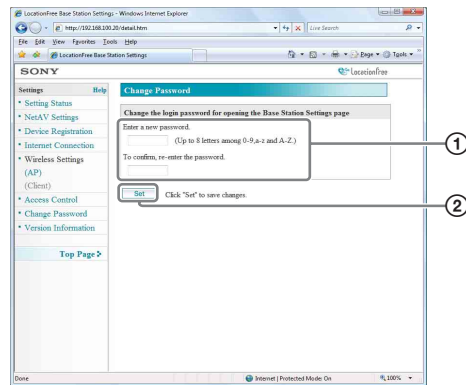 LocationFree Base Station Settings - Windows Internet Explorer
http://192.168.100.20/detail.htm
Live Search
File Edit View Favorites Tools Help
LocationFree Base Station Settings
Page Tools
SONY
LocationFree
Settings Help
Setting Status
NetAV Settings
Device Registration
Internet Connection
Wireless Settings
(AP)
(Client)
Access Control
Change Password
Version Information
Top Page
Change Password
Change the login password for opening the Base Station Settings page
Enter a new password.
(Up to 8 letters among 0-9,a-z and A-Z.)
To confirm, re-enter the password.
1
Set Click "Set" to save changes.
2
Done
Internet | Protected Mode: On
100%